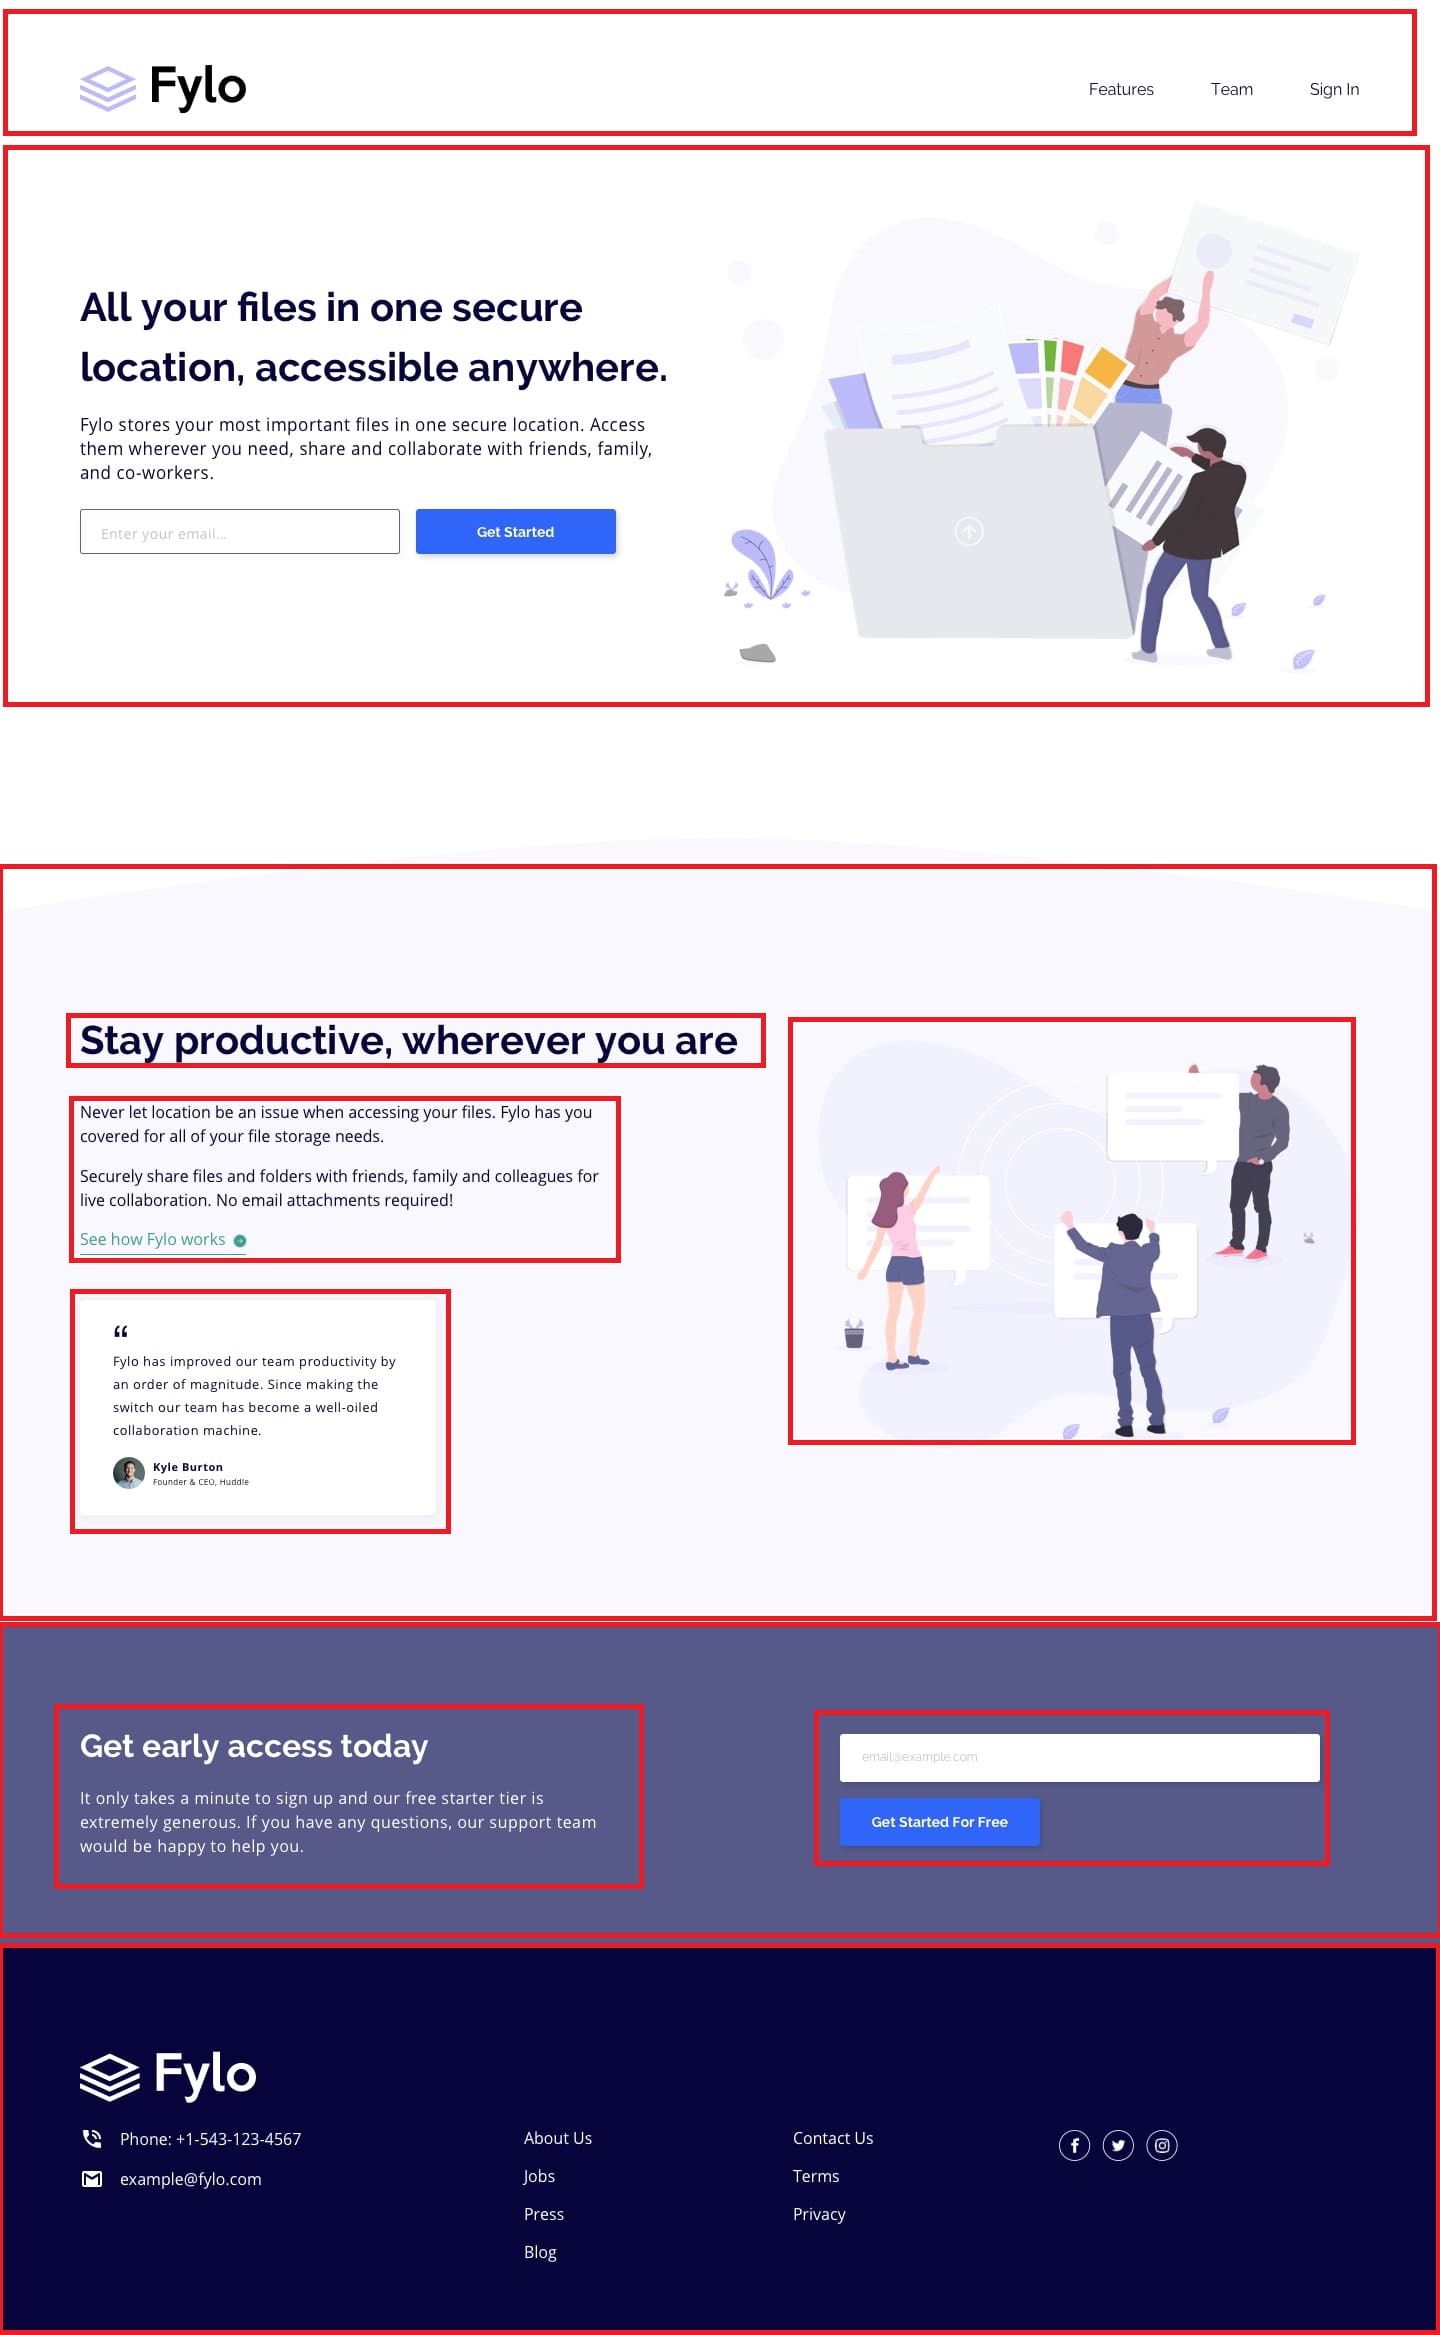 Fylo
Features
Team
Sign In
All your files in one secure
location, accessible anywhere.
Fylo stores your most important files in one secure location. Access
them wherever you need, share and collaborate with friends, family,
and co-workers.
Enter your email...
Get Started
Stay productive, wherever you are
Never let location be an issue when accessing your files. Fylo has you
covered for all of your file storage needs.
Securely share files and folders with friends, family and colleagues for
live collaboration. No email attachments required!
See how Fylo works
“
Fylo has improved our team productivity by
an order of magnitude. Since making the
switch our team has become a well-oiled
collaboration machine.
Kyle Burton
Founder & CEO, Huddle
Get early access today
It only takes a minute to sign up and our free starter tier is
extremely generous. If you have any questions, our support team
would be happy to help you.
email@example.com
Get Started For Free
Fylo
Phone: +1-543-123-4567
example@fylo.com
About Us
Jobs
Press
Blog
Contact Us
Terms
Privacy